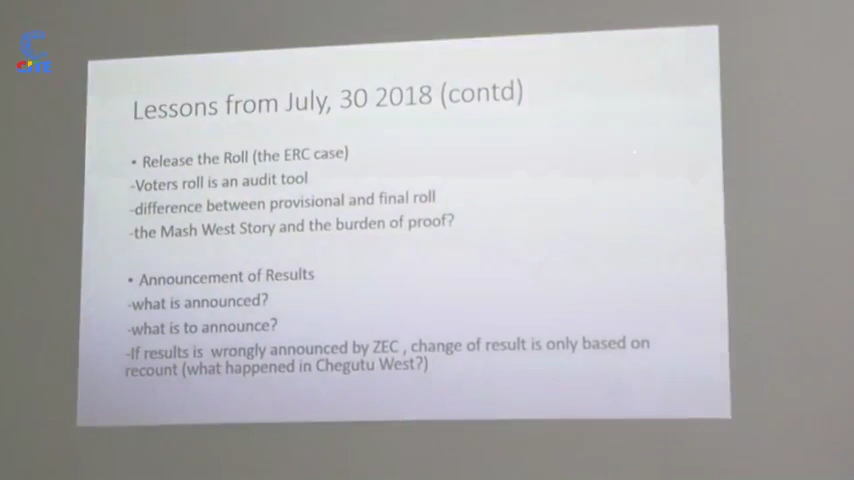 CITE
Lessons from July, 30 2018 (contd)
• Release the Roll (the ERC case)
-Voters roll is an audit tool
-difference between provisional and final roll
-the Mash West Story and the burden of proof?
• Announcement of Results
-what is announced?
-what is to announce?
-If results is wrongly announced by ZEC , change of result is only based on
recount (what happened in Chegutu West?)